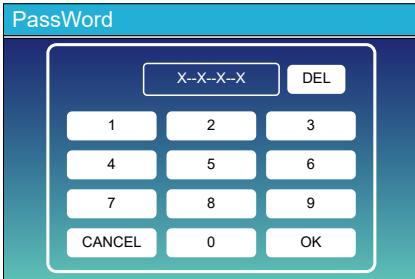 PassWord
X--X--X--X DEL
1 2 3
4 5 6
7 8 9
CANCEL 0 OK